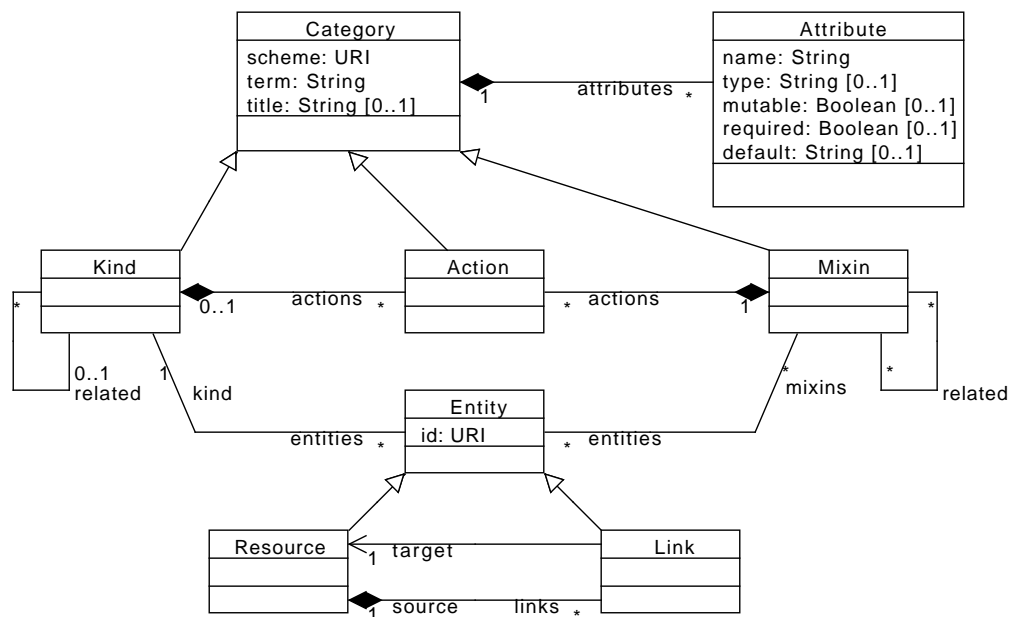 Category
scheme: URI
term: String
title: String [0..1]
Attribute
name: String
type: String [0..1]
mutable: Boolean [0..1]
required: Boolean [0..1]
default: String [0..1]
1
attributes
*
Kind
Action
Mixin
0..1
actions
*
*
actions
1
*
0..1
related
*
*
related
1
kind
entities
*
Entity
id: URI
*
entities
*
mixins
Resource
Link
1
target
1
source
links
*